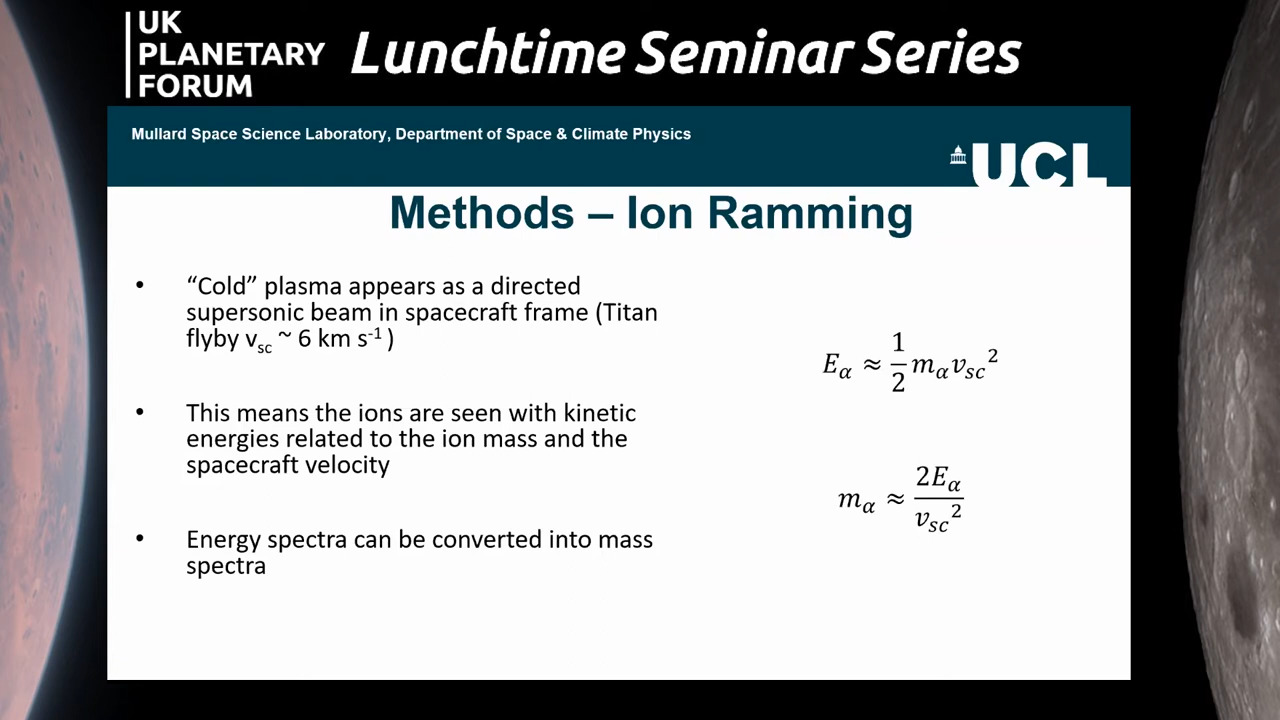 UK
PLANETARY
FORUM
Lunchtime Seminar Series
Mullard Space Science Laboratory, Department of Space & Climate Physics
UCL
Methods – Ion Ramming
• “Cold” plasma appears as a directed
supersonic beam in spacecraft frame (Titan
flyby v_sc ~ 6 km s^-1 )
• This means the ions are seen with kinetic
energies related to the ion mass and the
spacecraft velocity
• Energy spectra can be converted into mass
spectra
E_α ≈ 1/2 m_α v_sc^2
m_α ≈ 2E_α / v_sc^2